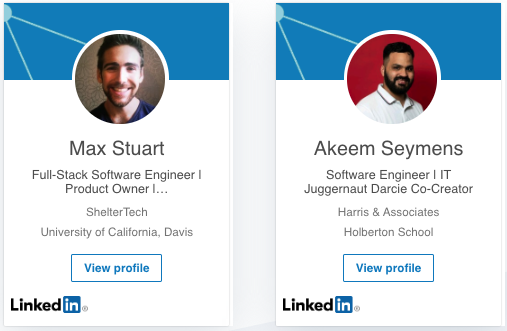 Max Stuart
Full-Stack Software Engineer |
Product Owner |...
ShelterTech
University of California, Davis
View profile
LinkedIn®
Akeem Seymens
Software Engineer | IT
Juggernaut Darcie Co-Creator
Harris & Associates
Holberton School
View profile
LinkedIn®